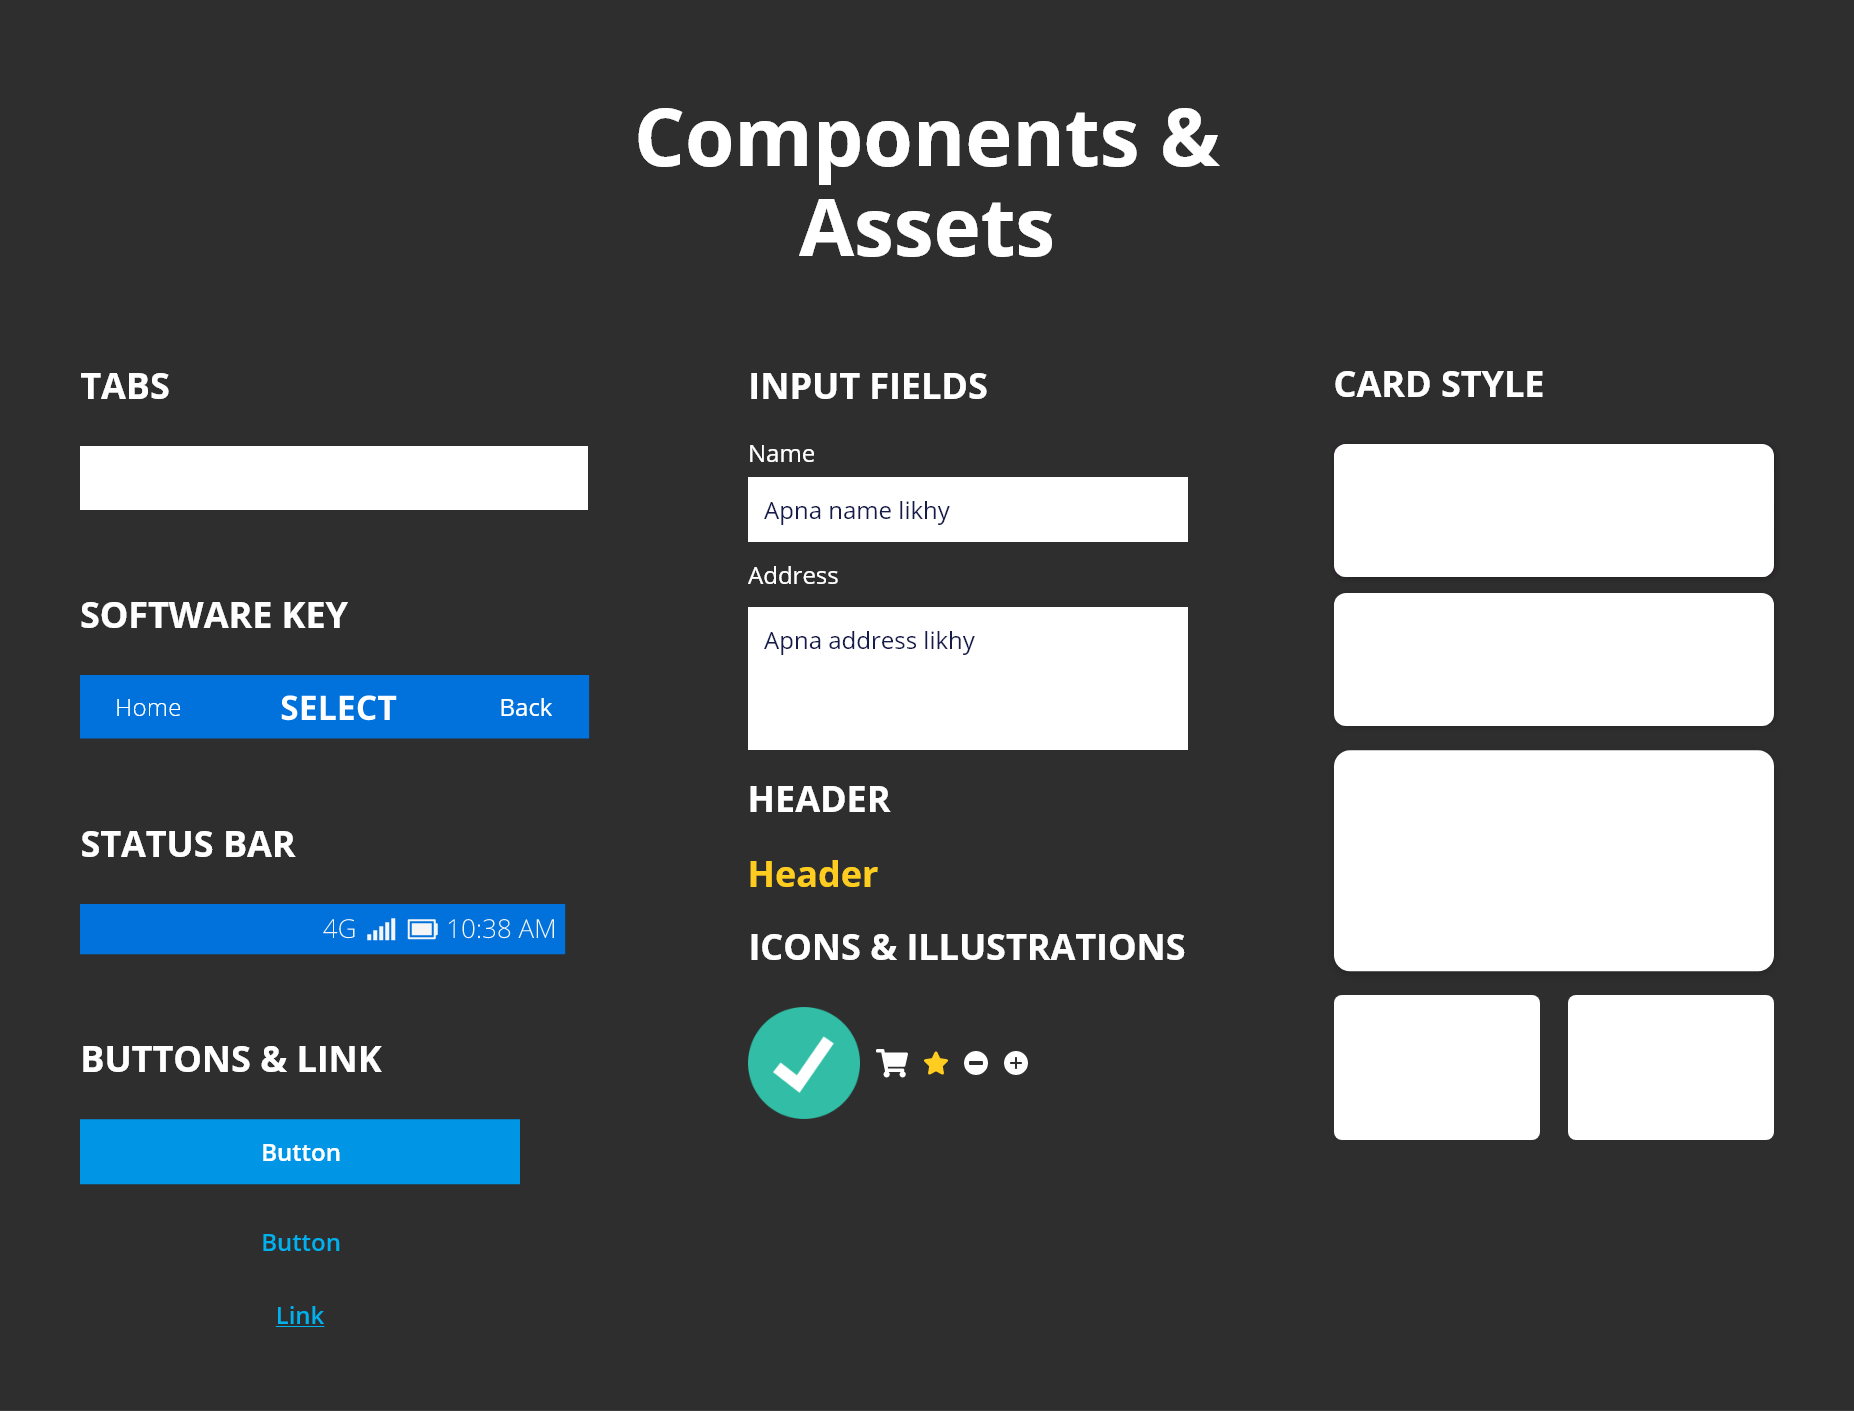 Components &
Assets
TABS
SOFTWARE KEY
Home SELECT Back
STATUS BAR
4G 10:38 AM
BUTTONS & LINK
Button
Button
Link
INPUT FIELDS
Name
Apna name likhy
Address
Apna address likhy
HEADER
Header
ICONS & ILLUSTRATIONS
CARD STYLE